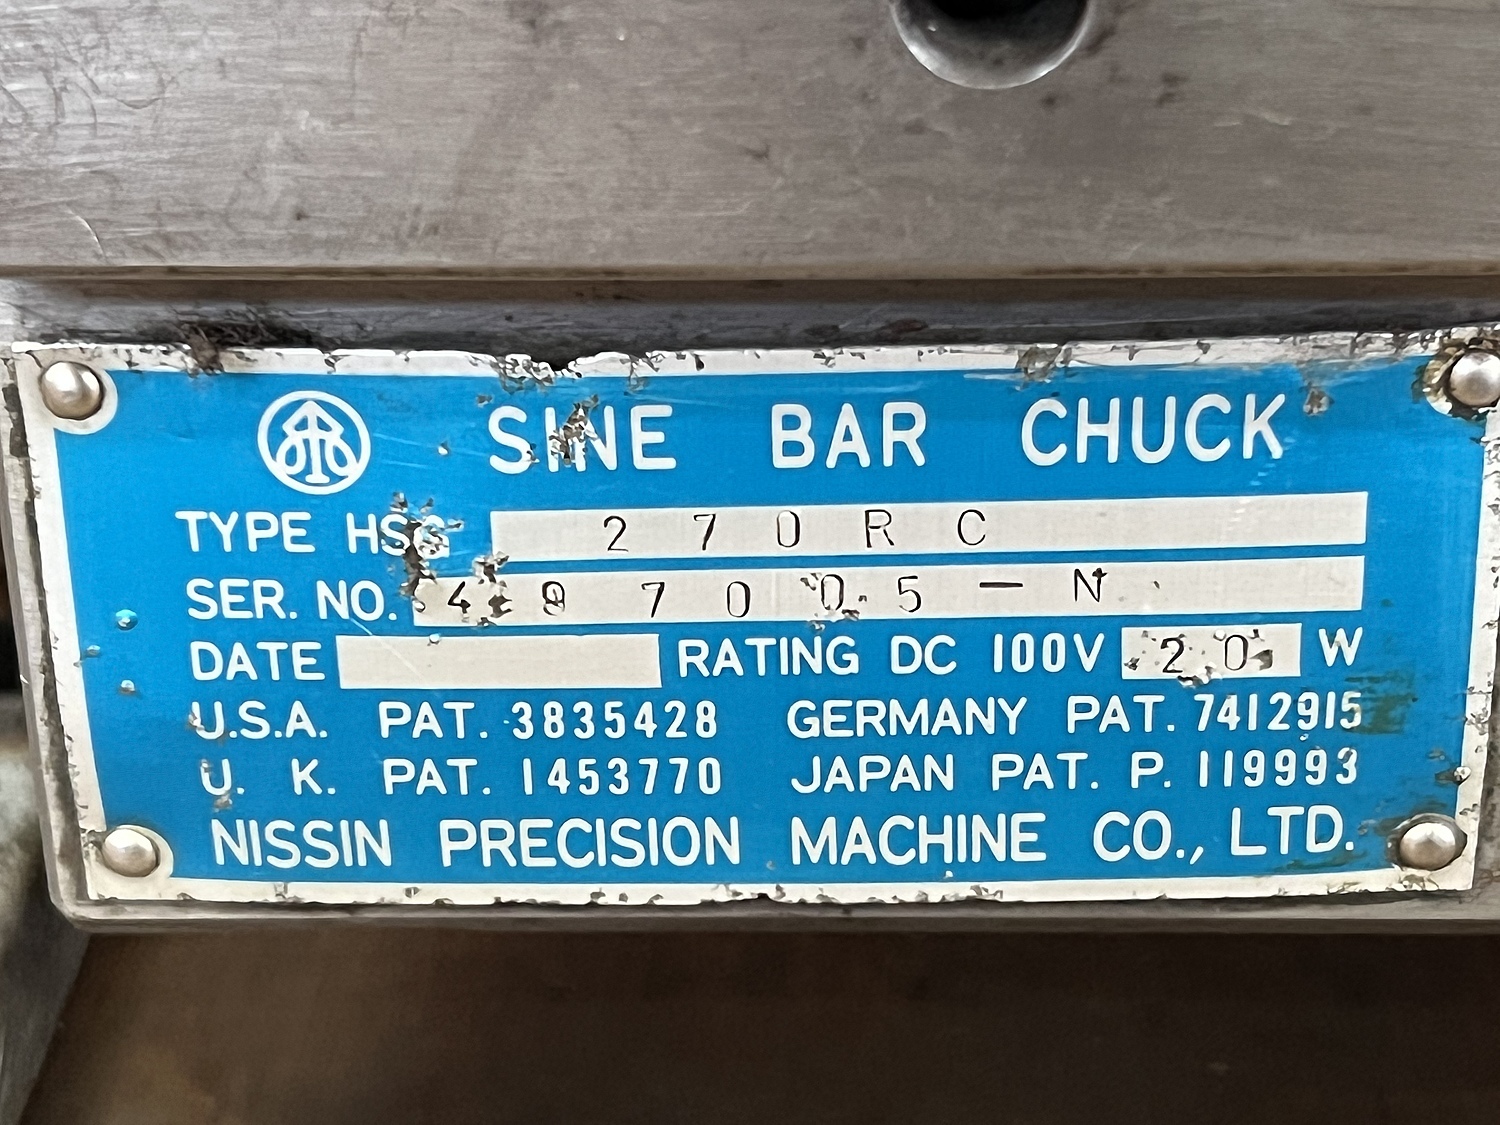 SINE BAR CHUCK
TYPE HSG 270RC
SER. NO. 7005-N
DATE RATING DC 100V 20 W
U.S.A. PAT. 3835428 GERMANY PAT. 7412915
U. K. PAT. 1453770 JAPAN PAT. P. 119993
NISSIN PRECISION MACHINE CO., LTD.